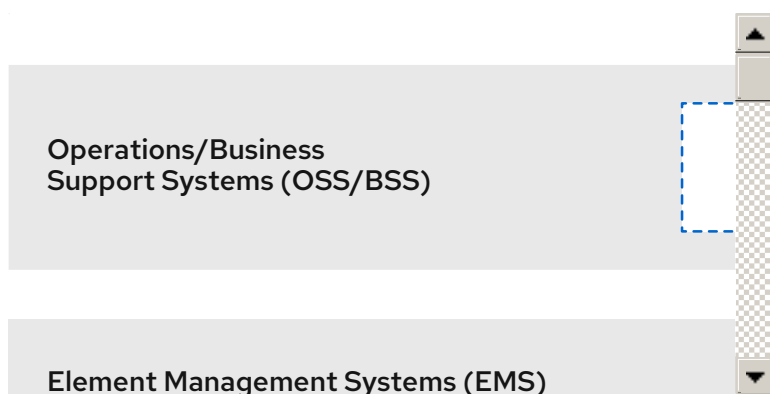 Operations/Business
Support Systems (OSS/BSS)
Element Management Systems (EMS)